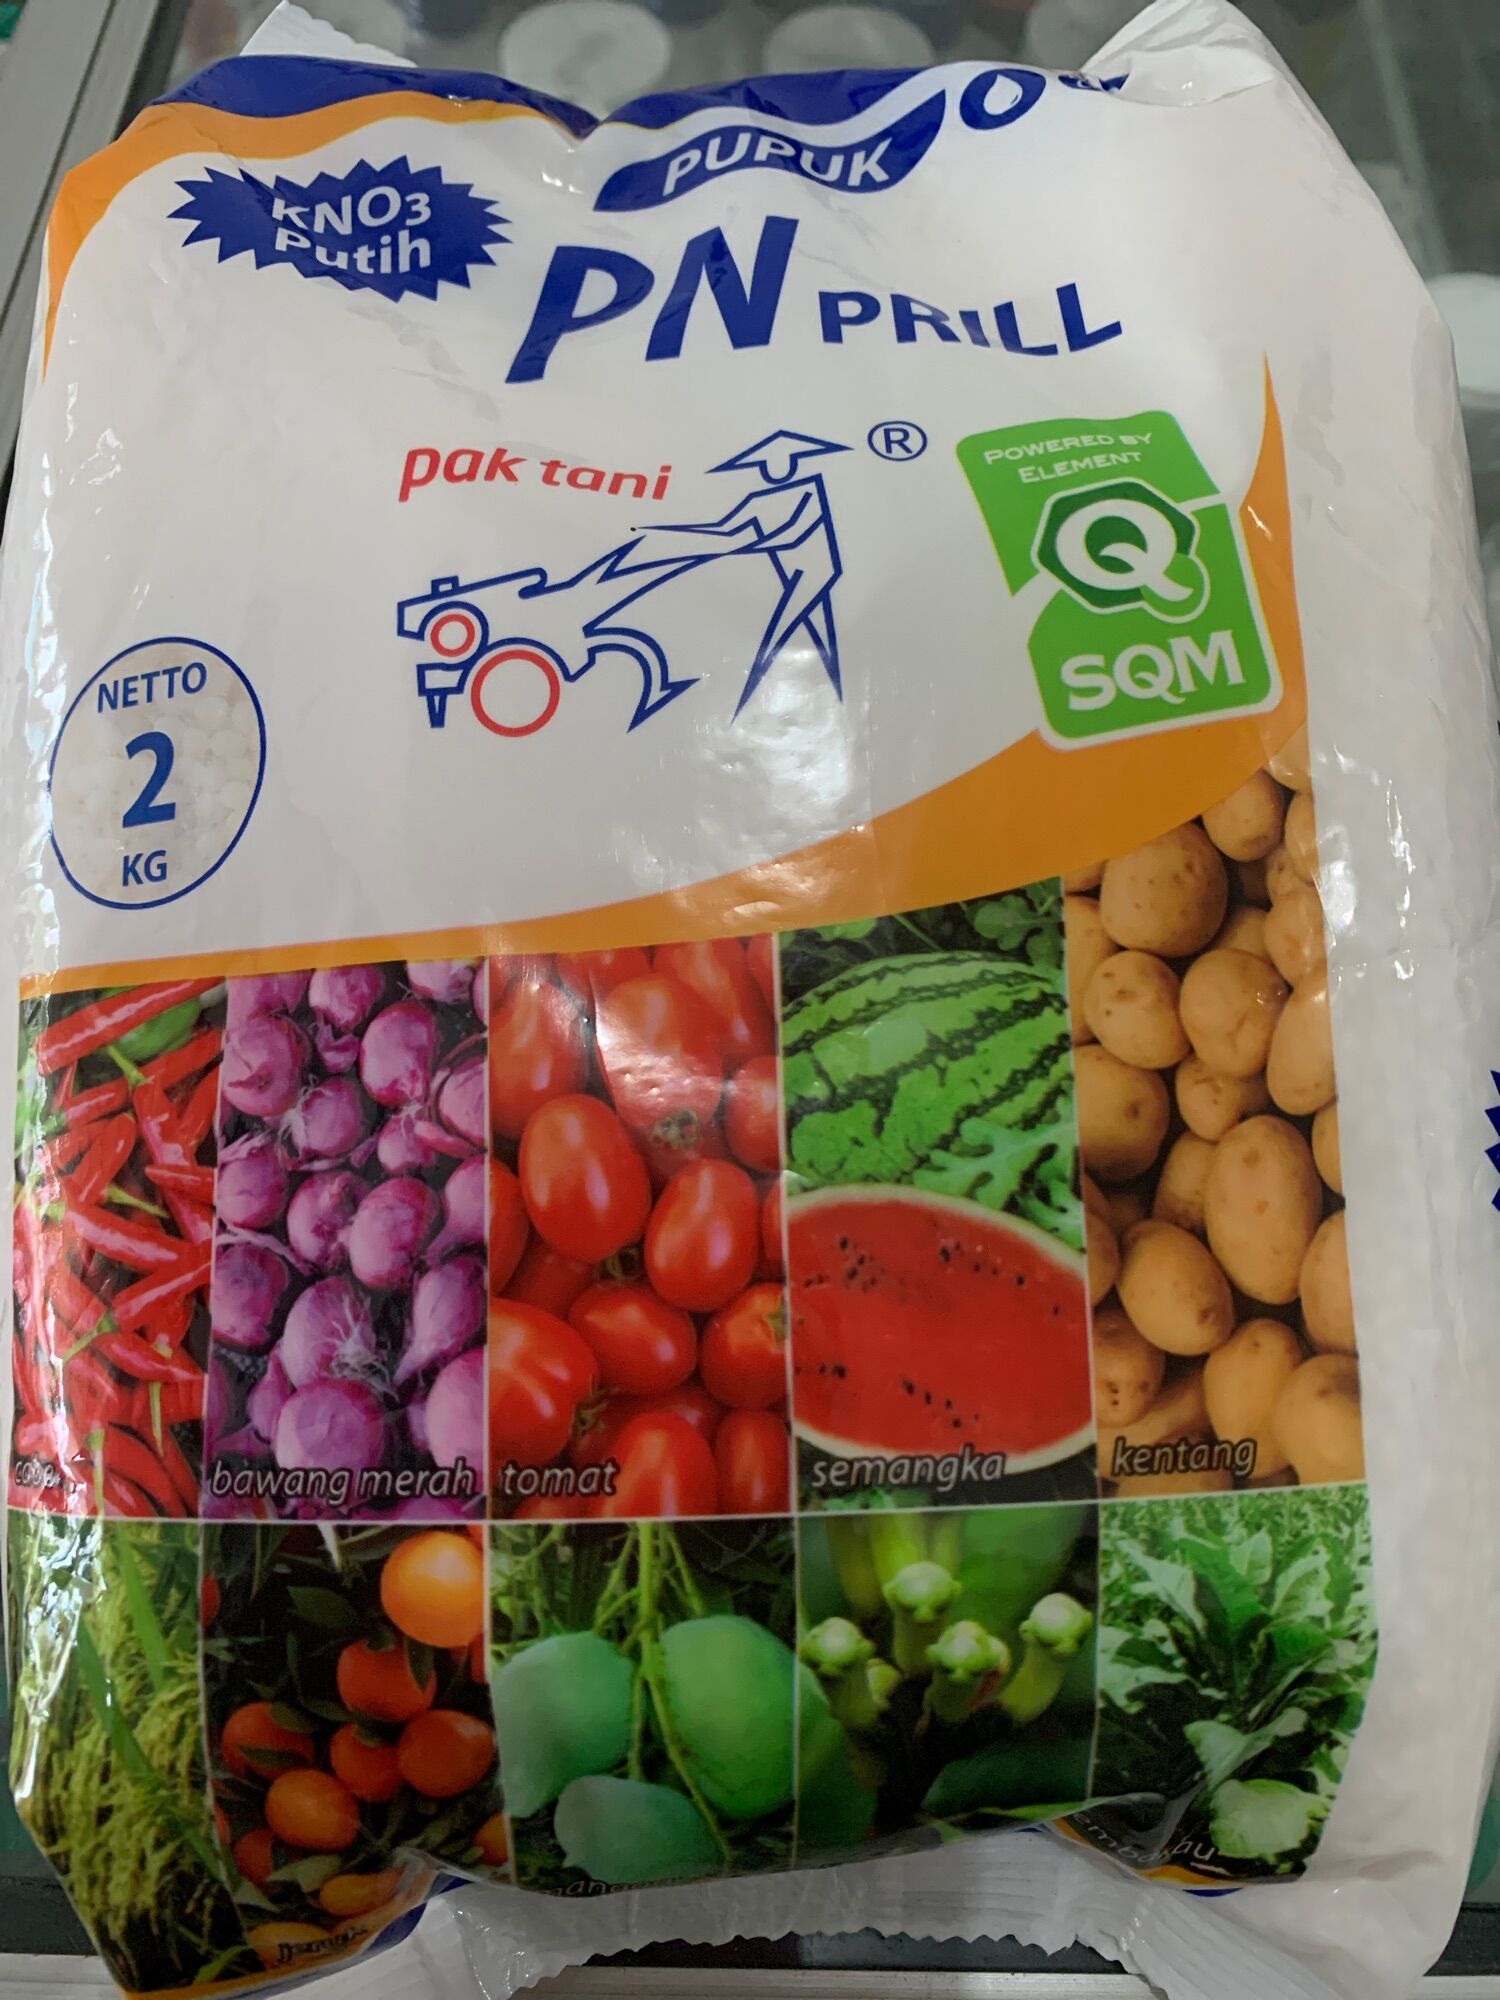 PUPUK
KNO3
Putih
PN PRILL
pak tani
®
POWERED BY
ELEMENT
Q
SQM
NETTO
2
KG
cabe
bawang merah
tomat
semangka
kentang